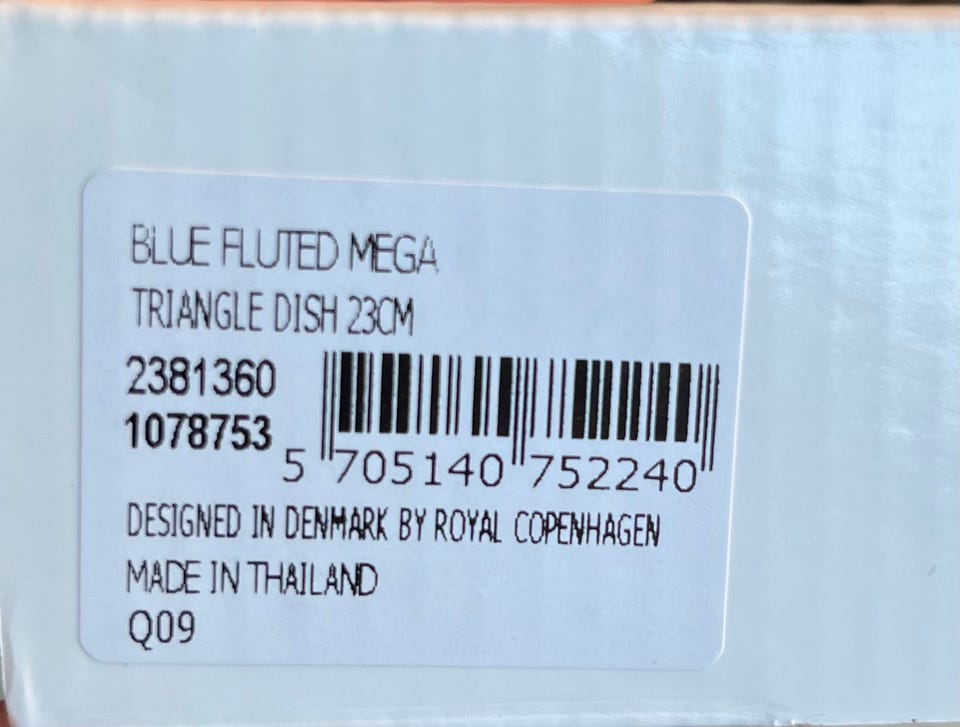 BLUE FLUTED MEGA
TRIANGLE DISH 23CM
2381360
1078753
5 705140 752240
DESIGNED IN DENMARK BY ROYAL COPENHAGEN
MADE IN THAILAND
Q09